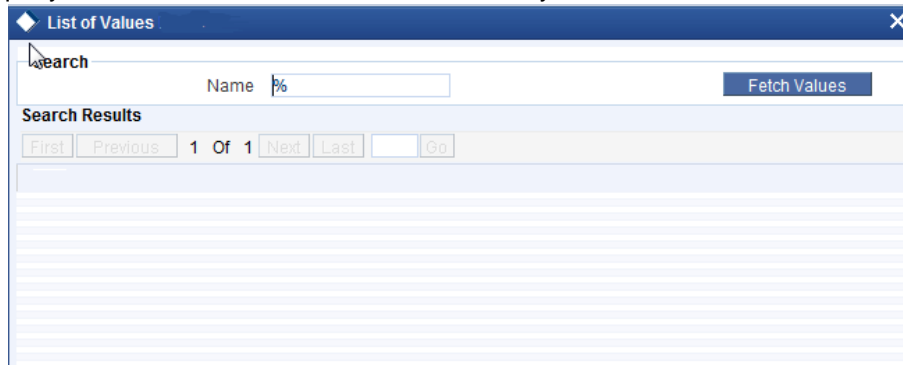 List of Values
Search
Name %
Fetch Values
Search Results
First Previous 1 Of 1 Next Last Go